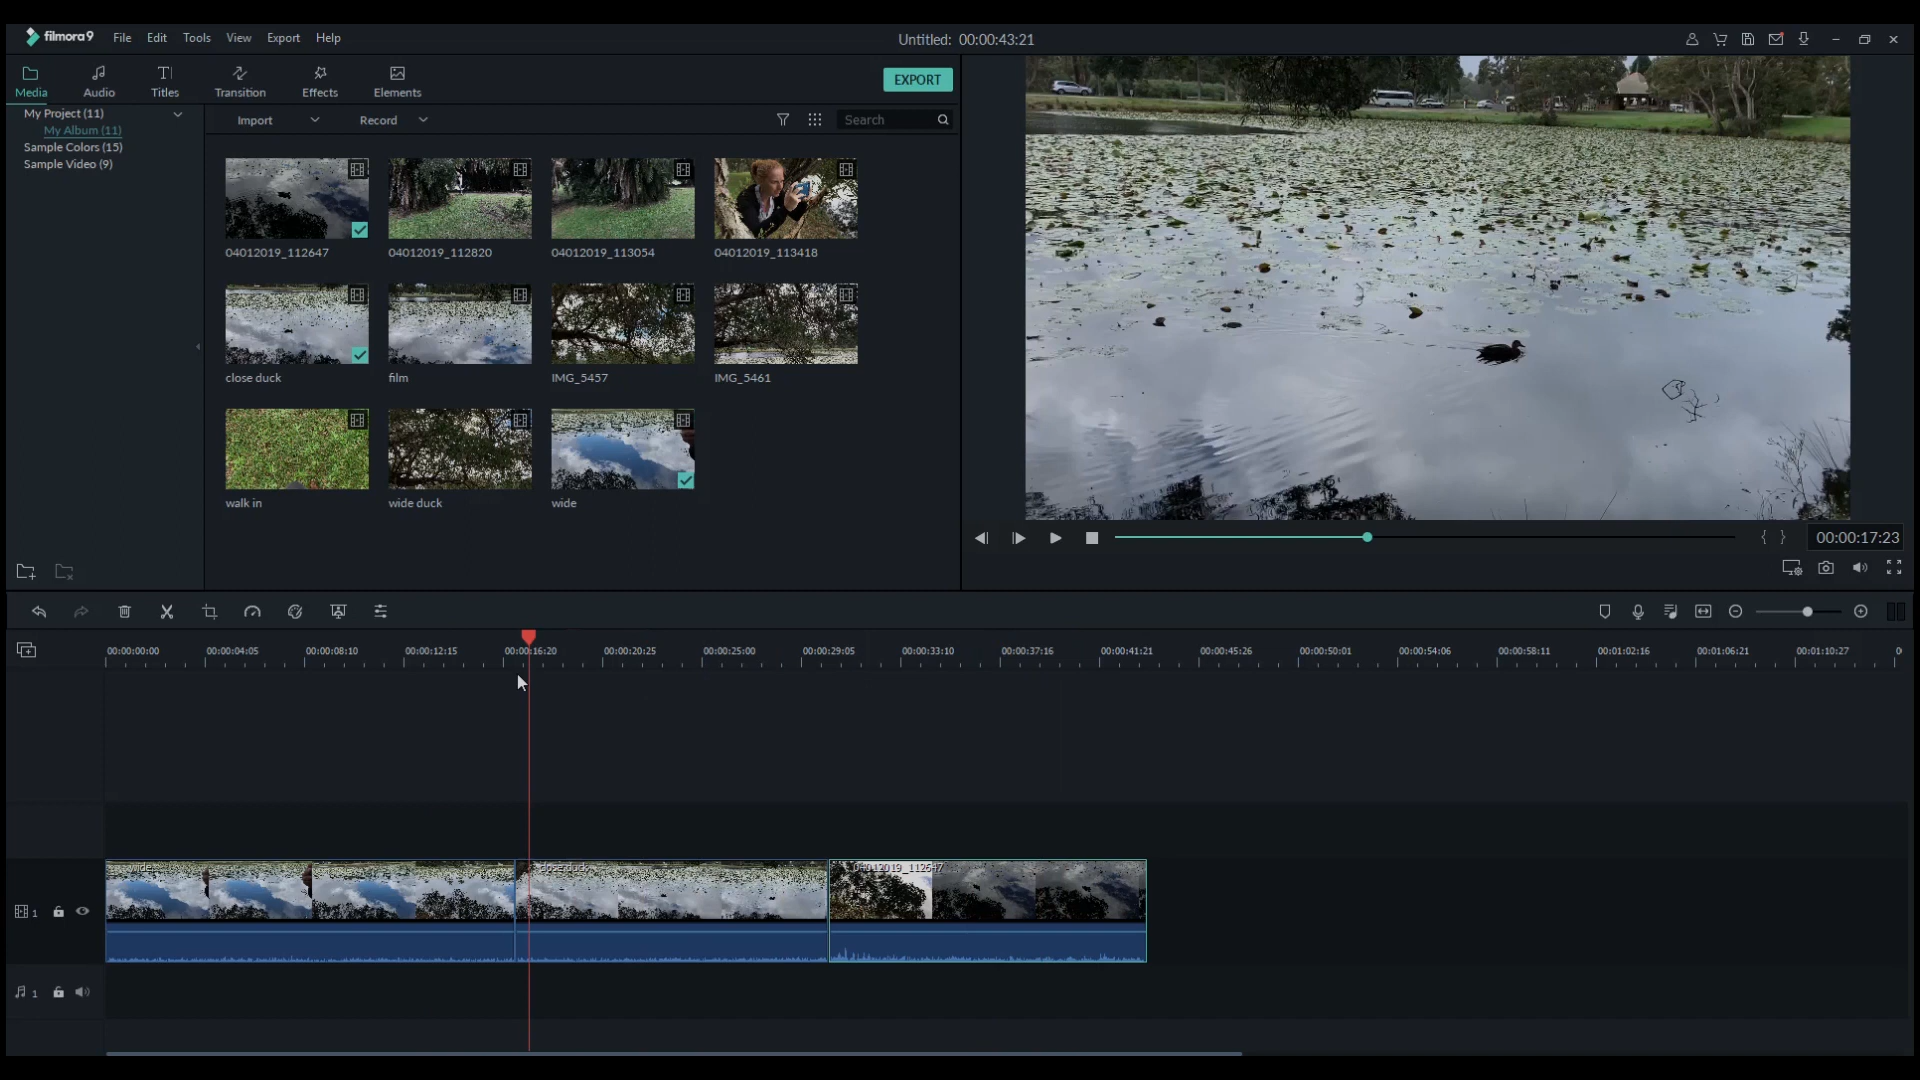 filmora9 File Edit Tools View Export Help
Untitled: 00:00:43:21
Media Audio Titles Transition Effects Elements
EXPORT
My Project (11)
My Album (11)
Sample Colors (15)
Sample Video (9)
Import Record Search
04012019_112647 04012019_112820 04012019_113054 04012019_113418
close duck film IMG_5457 IMG_5461
walk in wide duck wide
00:00:17:23
00:00:00:00 00:00:04:05 00:00:08:10 00:00:12:15 00:00:16:20 00:00:20:25 00:00:25:00 00:00:29:05 00:00:33:10 00:00:37:16 00:00:41:21 00:00:45:26 00:00:50:01 00:00:54:06 00:00:58:11 00:01:02:16 00:01:06:21 00:01:10:27
wide close duck 04012019_112647
1
1